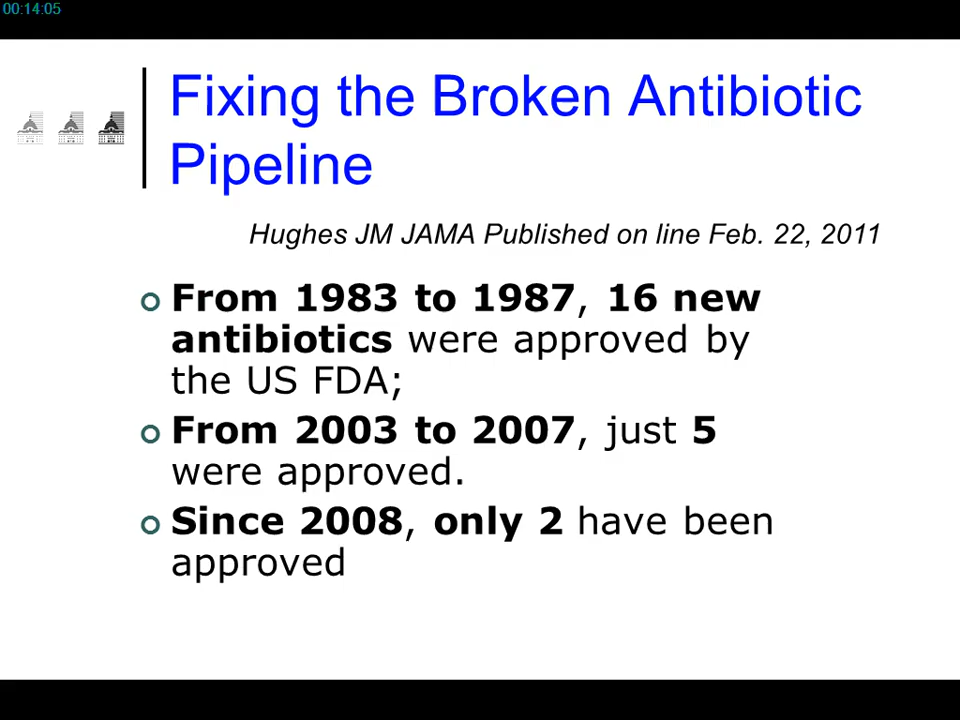 00:14:05
Fixing the Broken Antibiotic
Pipeline
Hughes JM JAMA Published on line Feb. 22, 2011
From 1983 to 1987, 16 new
antibiotics were approved by
the US FDA;
From 2003 to 2007, just 5
were approved.
Since 2008, only 2 have been
approved